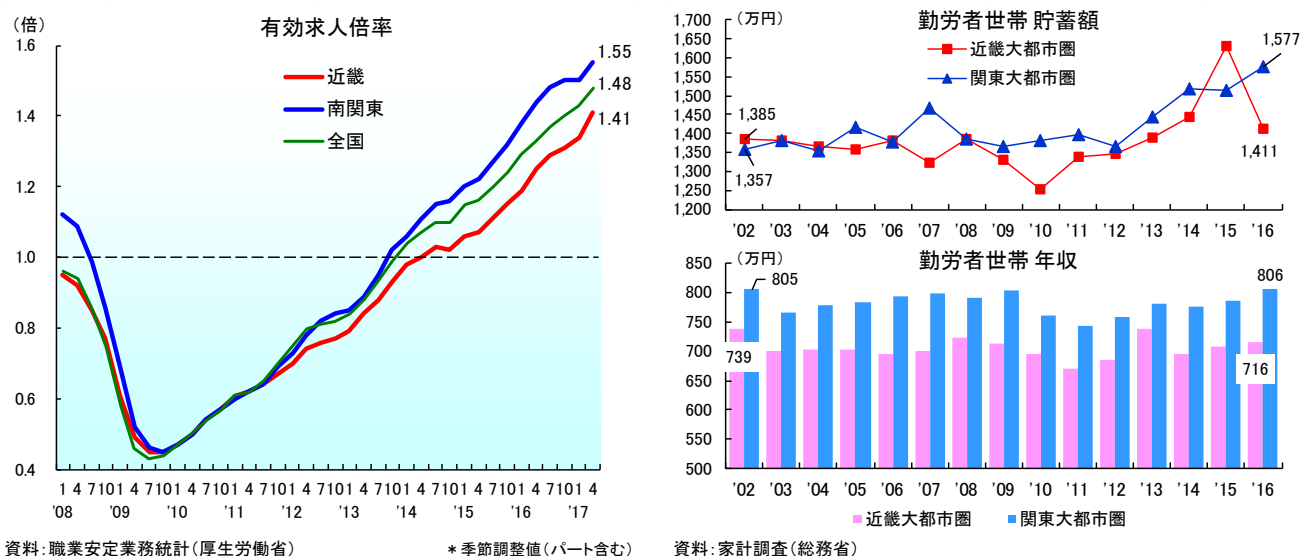 有効求人倍率
(倍)
1.6
1.4
1.2
1.0
0.8
0.6
0.4
近畿
南関東
全国
1.55
1.48
1.41
1 4 7 10 1 4 7 10 1 4 7 10 1 4 7 10 1 4 7 10 1 4 7 10 1 4 7 10 1 4 7 10 1 4 7 10 1 4
'08 '09 '10 '11 '12 '13 '14 '15 '16 '17
資料:職業安定業務統計(厚生労働省)
*季節調整値(パート含む)
勤労者世帯 貯蓄額
(万円)
1,700
1,650
1,600
1,550
1,500
1,450
1,400
1,350
1,300
1,250
1,200
近畿大都市圏
関東大都市圏
1,385
1,357
1,577
1,411
'02 '03 '04 '05 '06 '07 '08 '09 '10 '11 '12 '13 '14 '15 '16
勤労者世帯 年収
(万円)
850
800
750
700
650
600
550
500
805
739
806
716
'02 '03 '04 '05 '06 '07 '08 '09 '10 '11 '12 '13 '14 '15 '16
近畿大都市圏 関東大都市圏
資料:家計調査(総務省)